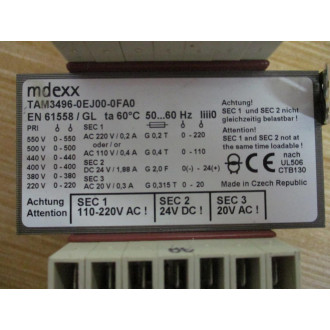 mdexx
TAM3496-0EJ00-0FA0
EN 61558 / GL ta 60°C 50...60 Hz IiiiI0
PRI
550 V 0 - 550
500 V 0 - 500
440 V 0 - 440
400 V 0 - 400
380 V 0 - 380
220 V 0 - 220
SEC 1
AC 220 V / 0,2 A G 0,2 T 0 - 220
OR
AC 110 V / 0,4 A G 0,4 T 0 - 110
SEC 2
DC 24 V / 1,88 A G 2,0 F 0(-) - 24(+)
SEC 3
AC 20 V / 0,3 A G 0,315 T 0 - 20
Achtung!
SEC 1 und SEC 2 nicht
gleichzeitig belastbar !
Attention!
SEC 1 and SEC 2 not at
the same time loadable !
nach
UL506
CTB130
Made in Czech Republic
Achtung
Attention
SEC 1
110-220V AC !
SEC 2
24V DC !
SEC 3
20V AC !